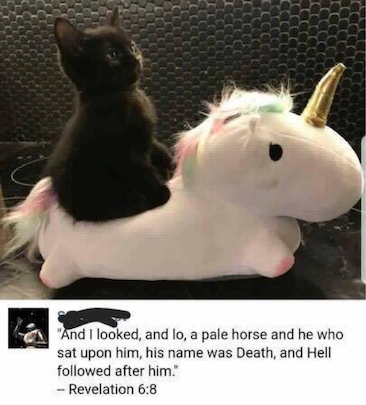 "And I looked, and lo, a pale horse and he who
sat upon him, his name was Death, and Hell
followed after him."
-- Revelation 6:8